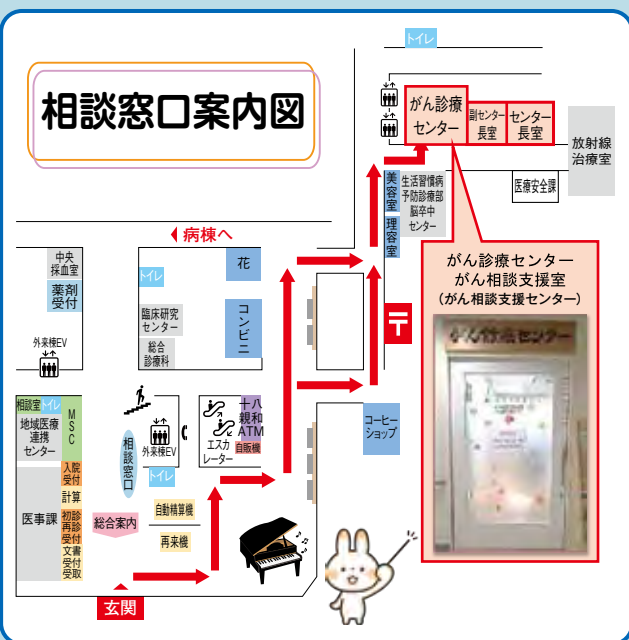 トイレ
相談窓口案内図
がん診療
センター
副センター
長室
センター
長室
放射線
治療室
医療安全課
美容室
理容室
生活習慣病
予防診療部
脳卒中
センター
病棟へ
中央
採血室
薬剤
受付
外来棟EV
トイレ
臨床研究
センター
総合
診療科
花
コンビニ
〒
がん診療センター
がん相談支援室
(がん相談支援センター)
がん診療センター
相談室
トイレ
地域医療
連携
センター
MSC
相談窓口
外来棟EV
トイレ
エスカ
レーター
十八
親和
ATM
自販機
コーヒー
ショップ
医事課
入院
受付
計算
初診
再診
受付
文書
受付
受取
総合案内
自動精算機
再来機
玄関